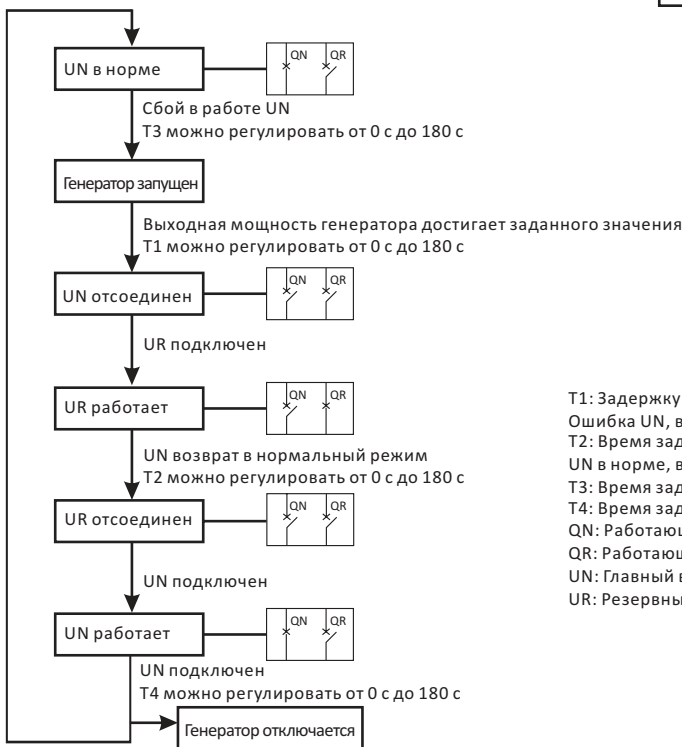 UN в норме
QN QR
Сбой в работе UN
T3 можно регулировать от 0 с до 180 с
Генератор запущен
Выходная мощность генератора достигает заданного значения
T1 можно регулировать от 0 с до 180 с
UN отсоединен
QN QR
UR подключен
UR работает
QN QR
UN возврат в нормальный режим
T2 можно регулировать от 0 с до 180 с
UR отсоединен
QN QR
UN подключен
UN работает
QN QR
UN подключен
T4 можно регулировать от 0 с до 180 с
Генератор отключается
T1: Задержку
Ошибка UN, в
T2: Время зад
UN в норме, в
T3: Время зад
T4: Время зад
QN: Работаю
QR: Работаю
UN: Главный в
UR: Резервны